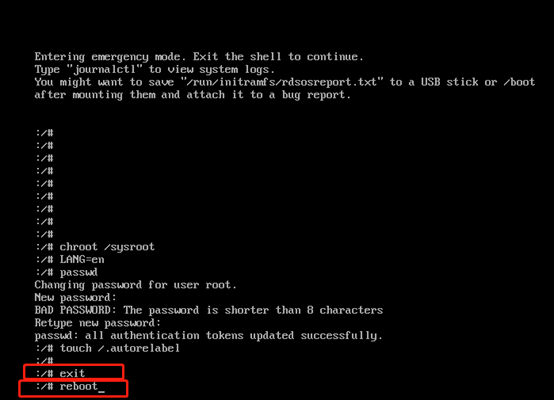 Entering emergency mode. Exit the shell to continue.
Type "journalctl" to view system logs.
You might want to save "/run/initramfs/rdsosreport.txt" to a USB stick or /boot
after mounting them and attach it to a bug report.
:/#
:/#
:/#
:/#
:/#
:/#
:/#
:/#
:/#
:/# chroot /sysroot
:/# LANG=en
:/# passwd
Changing password for user root.
New password:
BAD PASSWORD: The password is shorter than 8 characters
Retype new password:
passwd: all authentication tokens updated successfully.
:/# touch /.autorelabel
:/#
:/# exit
:/# reboot_